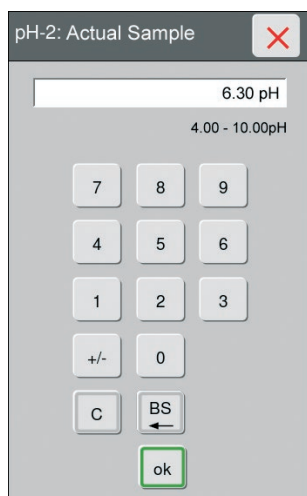 pH-2: Actual Sample
6.30 pH
4.00 - 10.00pH
7 8 9
4 5 6
1 2 3
+/- 0
C BS
ok